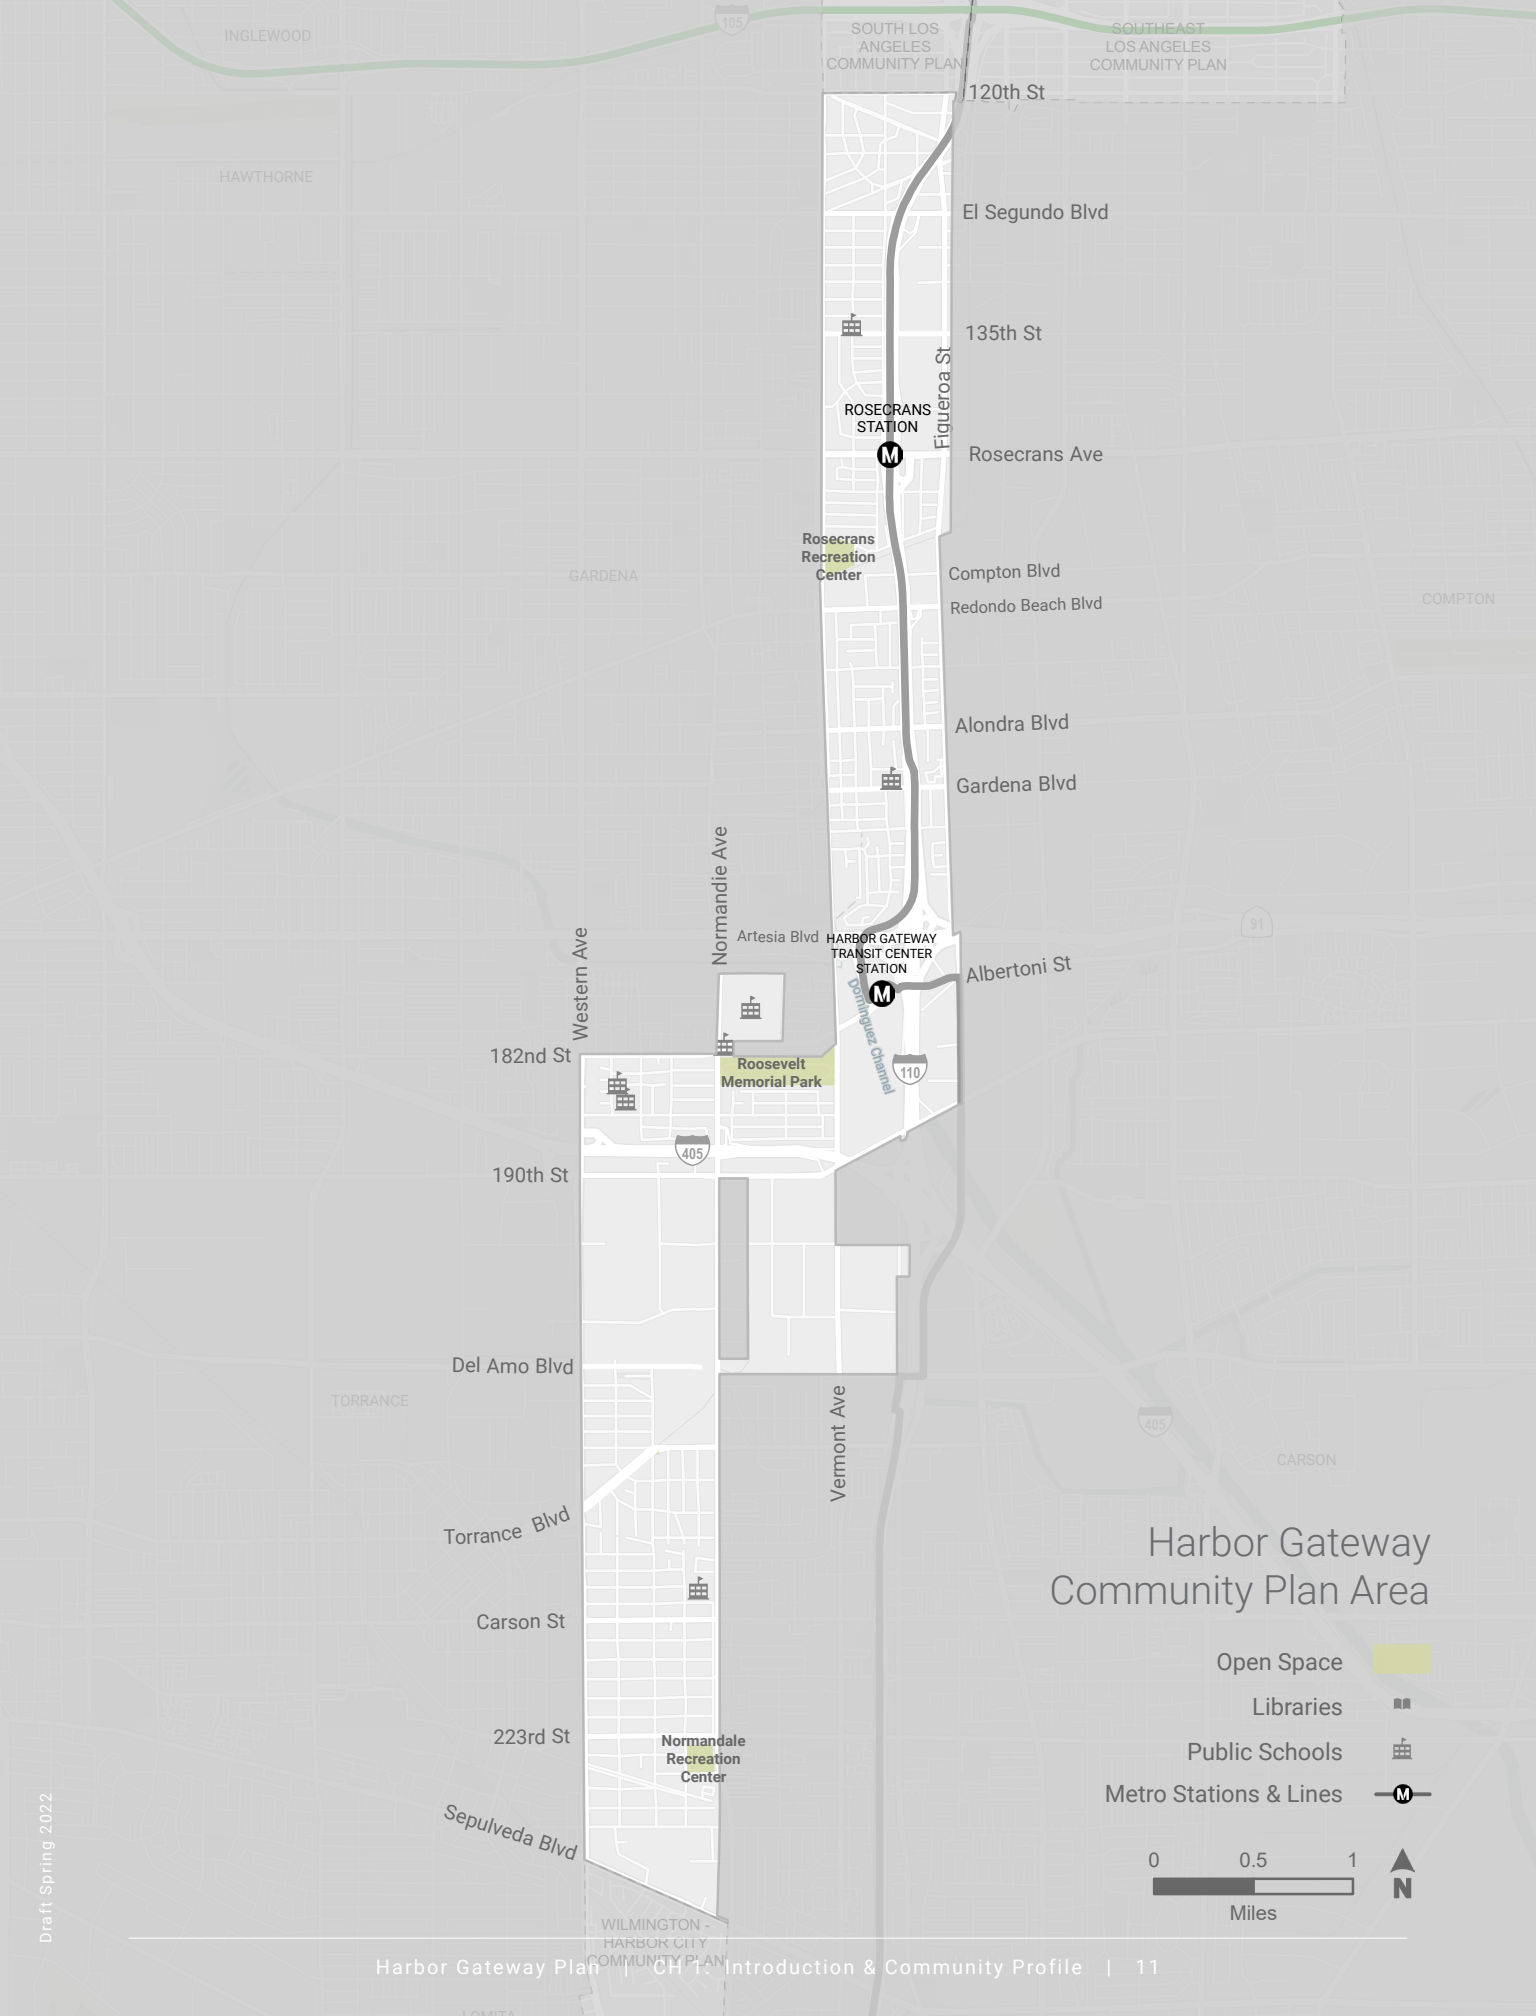 105
INGLEWOOD
SOUTH LOS
ANGELES
COMMUNITY PLAN
SOUTHEAST
LOS ANGELES
COMMUNITY PLAN
120th St
HAWTHORNE
El Segundo Blvd
135th St
Figueroa St
ROSECRANS
STATION
M
Rosecrans Ave
Rosecrans
Recreation
Center
Compton Blvd
GARDENA
COMPTON
Redondo Beach Blvd
Alondra Blvd
Gardena Blvd
Normandie Ave
Western Ave
Artesia Blvd
91
HARBOR GATEWAY
TRANSIT CENTER
STATION
M
Albertoni St
Dominguez Channel
182nd St
Roosevelt
Memorial Park
110
405
190th St
Del Amo Blvd
TORRANCE
Vermont Ave
405
CARSON
Torrance Blvd
Harbor Gateway
Community Plan Area
Carson St
Open Space
Libraries
223rd St
Normandale
Recreation
Center
Public Schools
Metro Stations & Lines
M
Sepulveda Blvd
0 0.5 1
Miles
N
Draft Spring 2022
WILMINGTON -
HARBOR CITY
COMMUNITY PLAN
Harbor Gateway Plan | CH 1: Introduction & Community Profile | 11
LOMITA